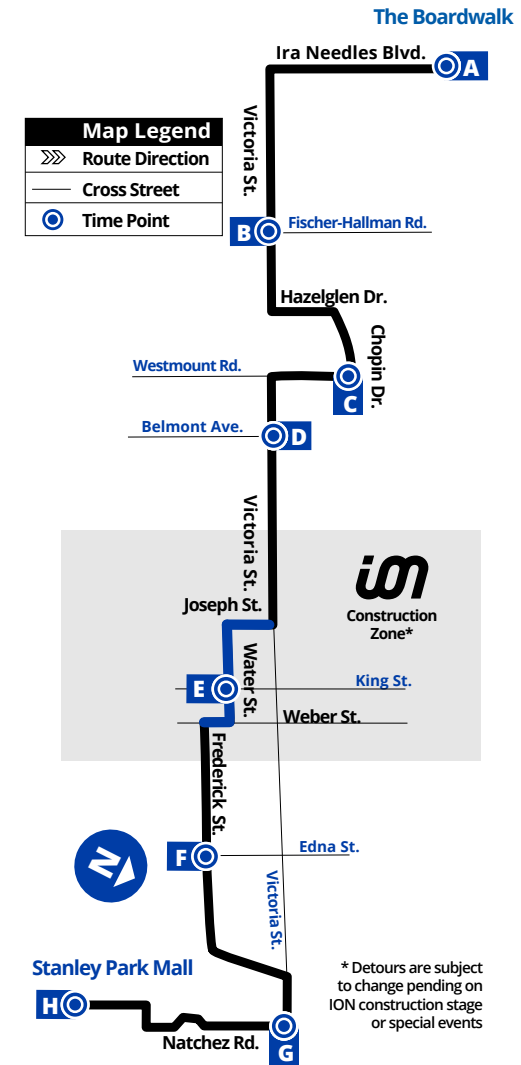 The Boardwalk
Ira Needles Blvd.
A
Map Legend
Route Direction
Cross Street
Time Point
Victoria St.
B
Fischer-Hallman Rd.
Hazelglen Dr.
Chopin Dr.
Westmount Rd.
C
Belmont Ave.
D
Victoria St.
ion
Construction
Zone*
Joseph St.
Water St.
E
King St.
Weber St.
Frederick St.
F
Edna St.
N
Victoria St.
Stanley Park Mall
H
Natchez Rd.
G
* Detours are subject
to change pending on
ION construction stage
or special events